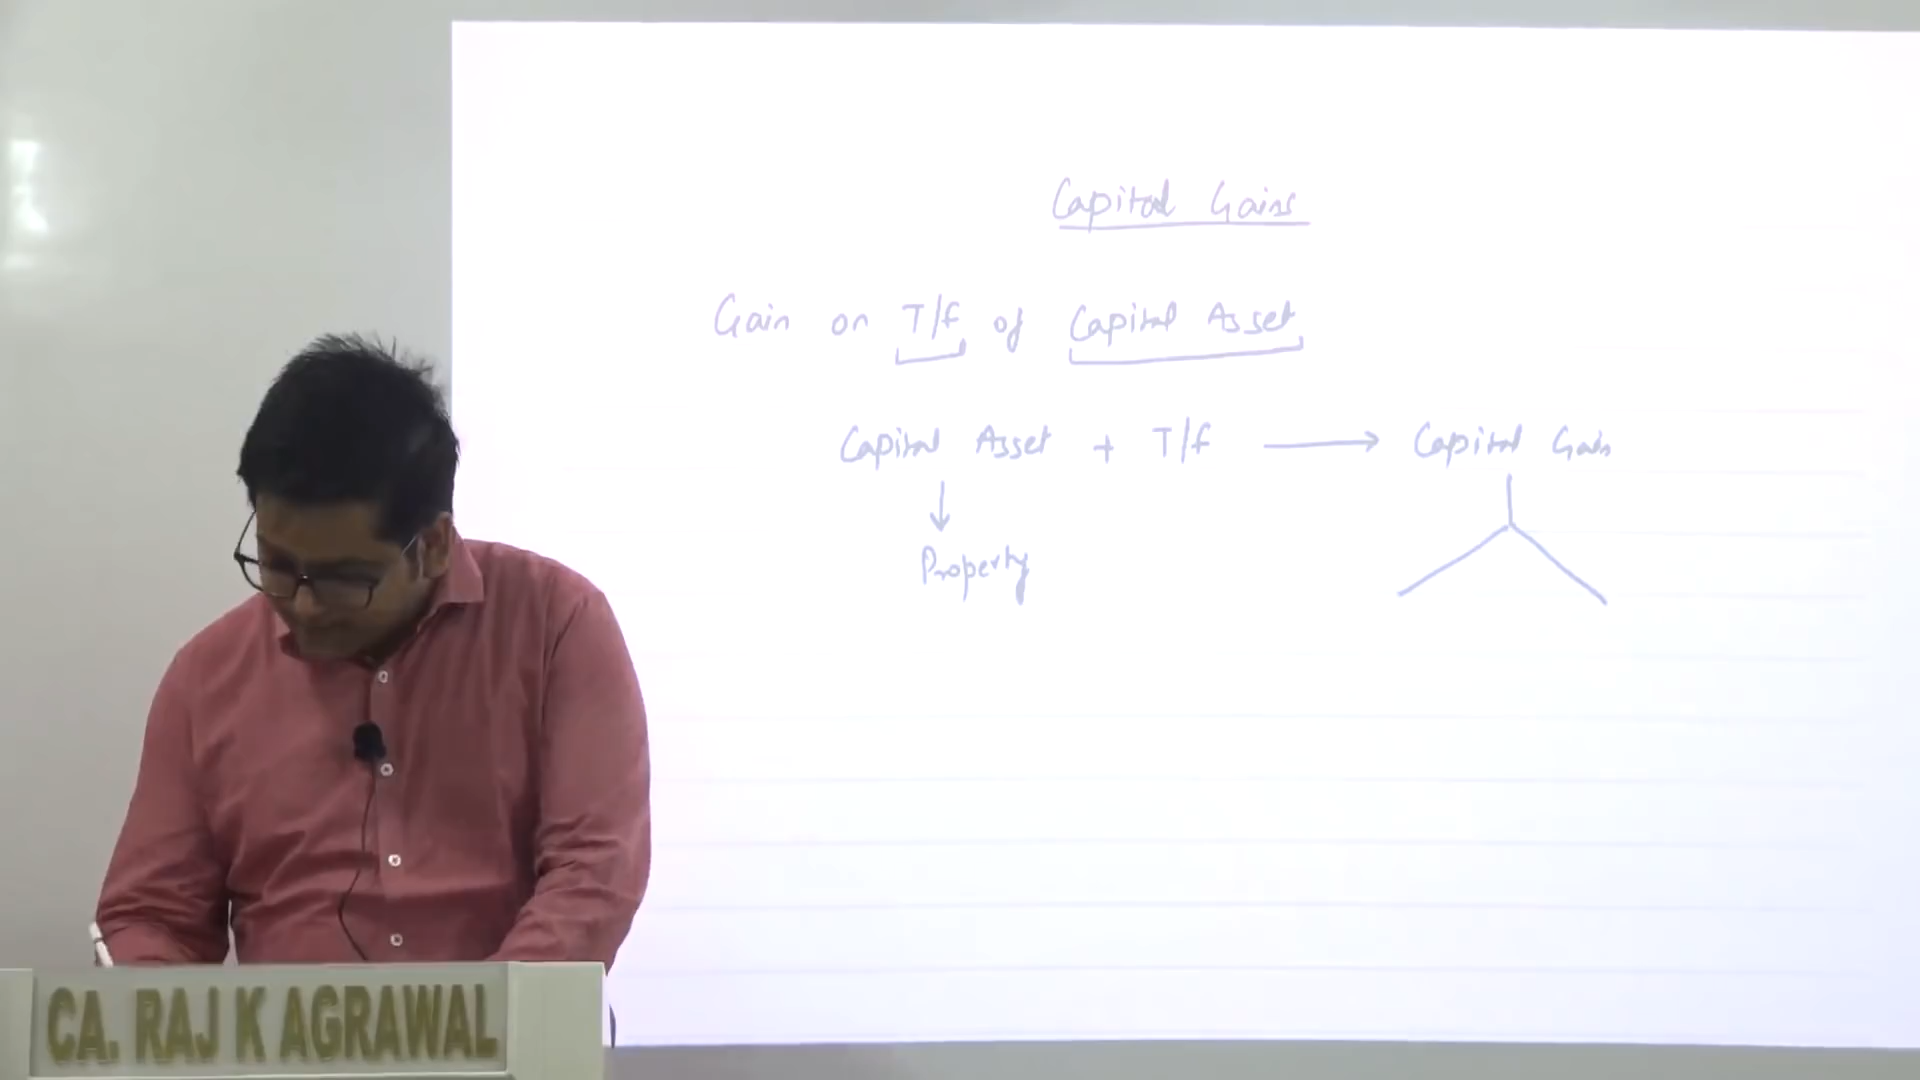 Capital Gains
Gain on T/f of Capital Asset
Capital Asset + T/f → Capital Gain
↓
Property
CA. RAJ K AGRAWAL